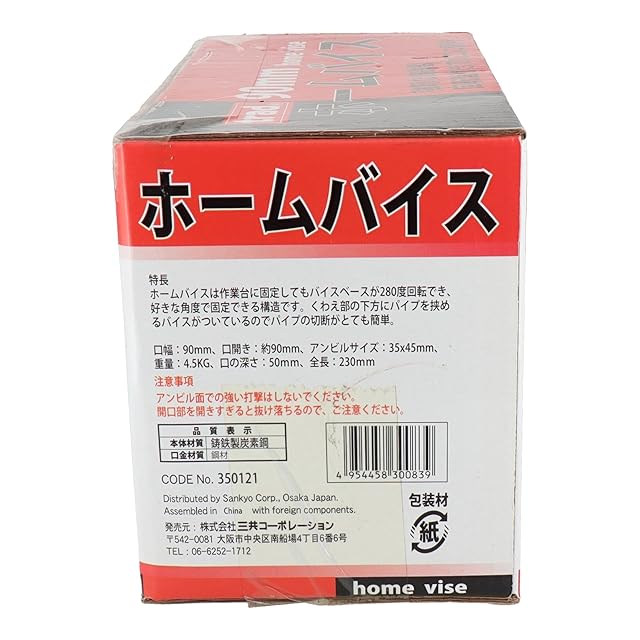 trad 90mm home vise
ホームバイス
ホームバイス
特長
ホームバイスは作業台に固定してもバイスベースが280度回転でき、
好きな角度で固定できる構造です。くわえ部の下方にパイプを挟め
るバイスがついているのでパイプの切断がとても簡単。
口幅：90mm、口開き：約90mm、アンビルサイズ：35x45mm、
重量：4.5KG、口の深さ：50mm、全長：230mm
注意事項
アンビル面での強い打撃はしないでください。
開口部を開きすぎると抜け落ちるので、ご注意ください。
品質表示
本体材質 鋳鉄製炭素鋼
口金材質 鋼材
CODE No. 350121
4 954458 300839
Distributed by Sankyo Corp., Osaka Japan.
Assembled in China with foreign components.
発売元：株式会社三共コーポレーション
〒542-0081 大阪市中央区南船場4丁目6番6号
TEL：06-6252-1712
包装材
紙
home vise